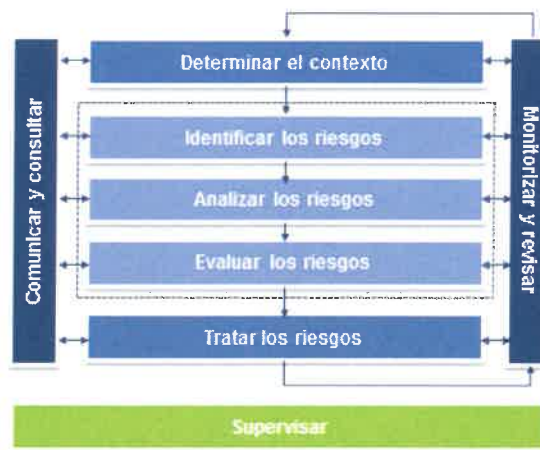 Determinar el contexto
Comunicar y consultar
Identificar los riesgos
Analizar los riesgos
Evaluar los riesgos
Tratar los riesgos
Monitorizar y revisar
Supervisar